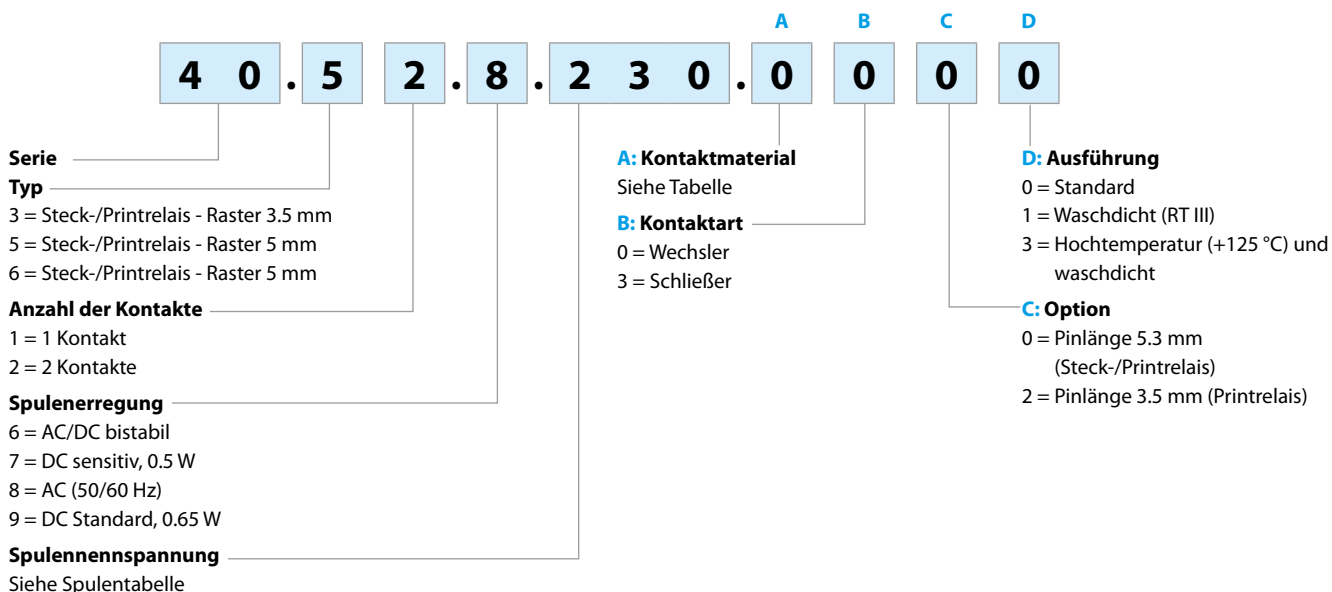 A B C D
4 0 . 5 2 . 8 . 2 3 0 . 0 0 0 0
Serie
Typ
3 = Steck-/Printrelais - Raster 3.5 mm
5 = Steck-/Printrelais - Raster 5 mm
6 = Steck-/Printrelais - Raster 5 mm
Anzahl der Kontakte
1 = 1 Kontakt
2 = 2 Kontakte
Spulenerregung
6 = AC/DC bistabil
7 = DC sensitiv, 0.5 W
8 = AC (50/60 Hz)
9 = DC Standard, 0.65 W
Spulennennspannung
Siehe Spulentabelle
A: Kontaktmaterial
Siehe Tabelle
B: Kontaktart
0 = Wechsler
3 = Schließer
D: Ausführung
0 = Standard
1 = Waschdicht (RT III)
3 = Hochtemperatur (+125 °C) und
waschdicht
C: Option
0 = Pinlänge 5.3 mm
(Steck-/Printrelais)
2 = Pinlänge 3.5 mm (Printrelais)